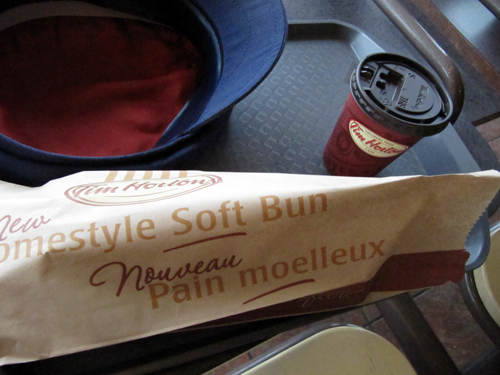 Tim Hortons
Tim Hortons
New
omestyle Soft Bun
Nouveau
Pain moelleux